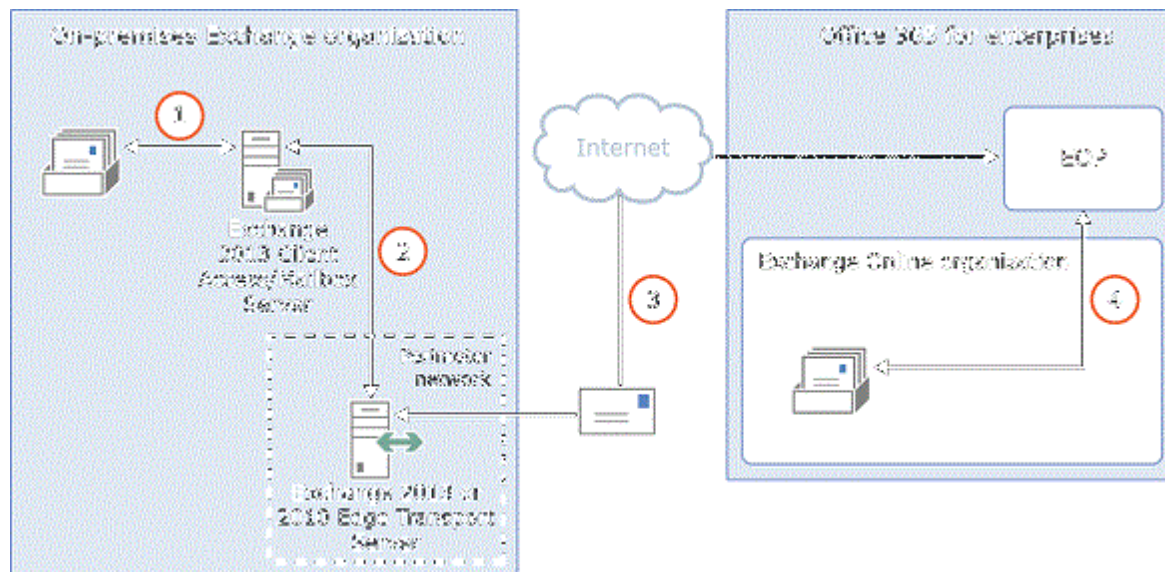 On-premises Exchange organization
Office 365 for enterprises
1
Internet
EOP
Exchange
2013 Client
Access/Mailbox
Server
2
3
Exchange Online organization
4
Perimeter
network
Exchange 2013 or
2010 Edge Transport
Server